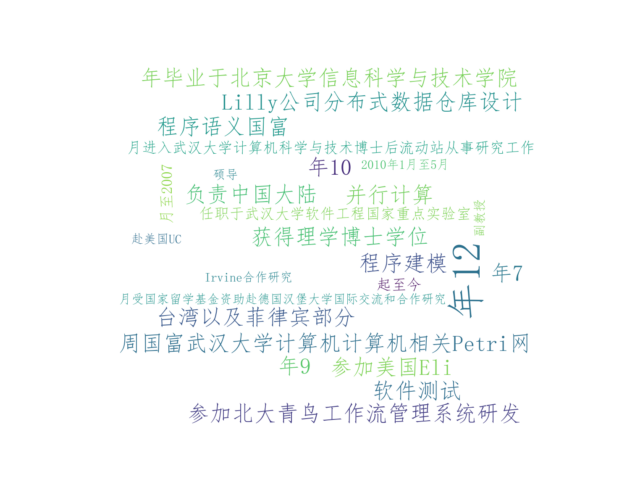 年毕业于北京大学信息科学与技术学院
Lilly公司分布式数据仓库设计
程序语义国富
月进入武汉大学计算机科学与技术博士后流动站从事研究工作
年10
2010年1月至5月
月至2007
硕导
负责中国大陆
并行计算
任职于武汉大学软件工程国家重点实验室
副教授
赴美国UC
获得理学博士学位
年12
程序建模
年7
Irvine合作研究
起至今
月受国家留学基金资助赴德国汉堡大学国际交流和合作研究
台湾以及菲律宾部分
周国富武汉大学计算机计算机相关Petri网
年9
参加美国Eli
软件测试
参加北大青鸟工作流管理系统研发